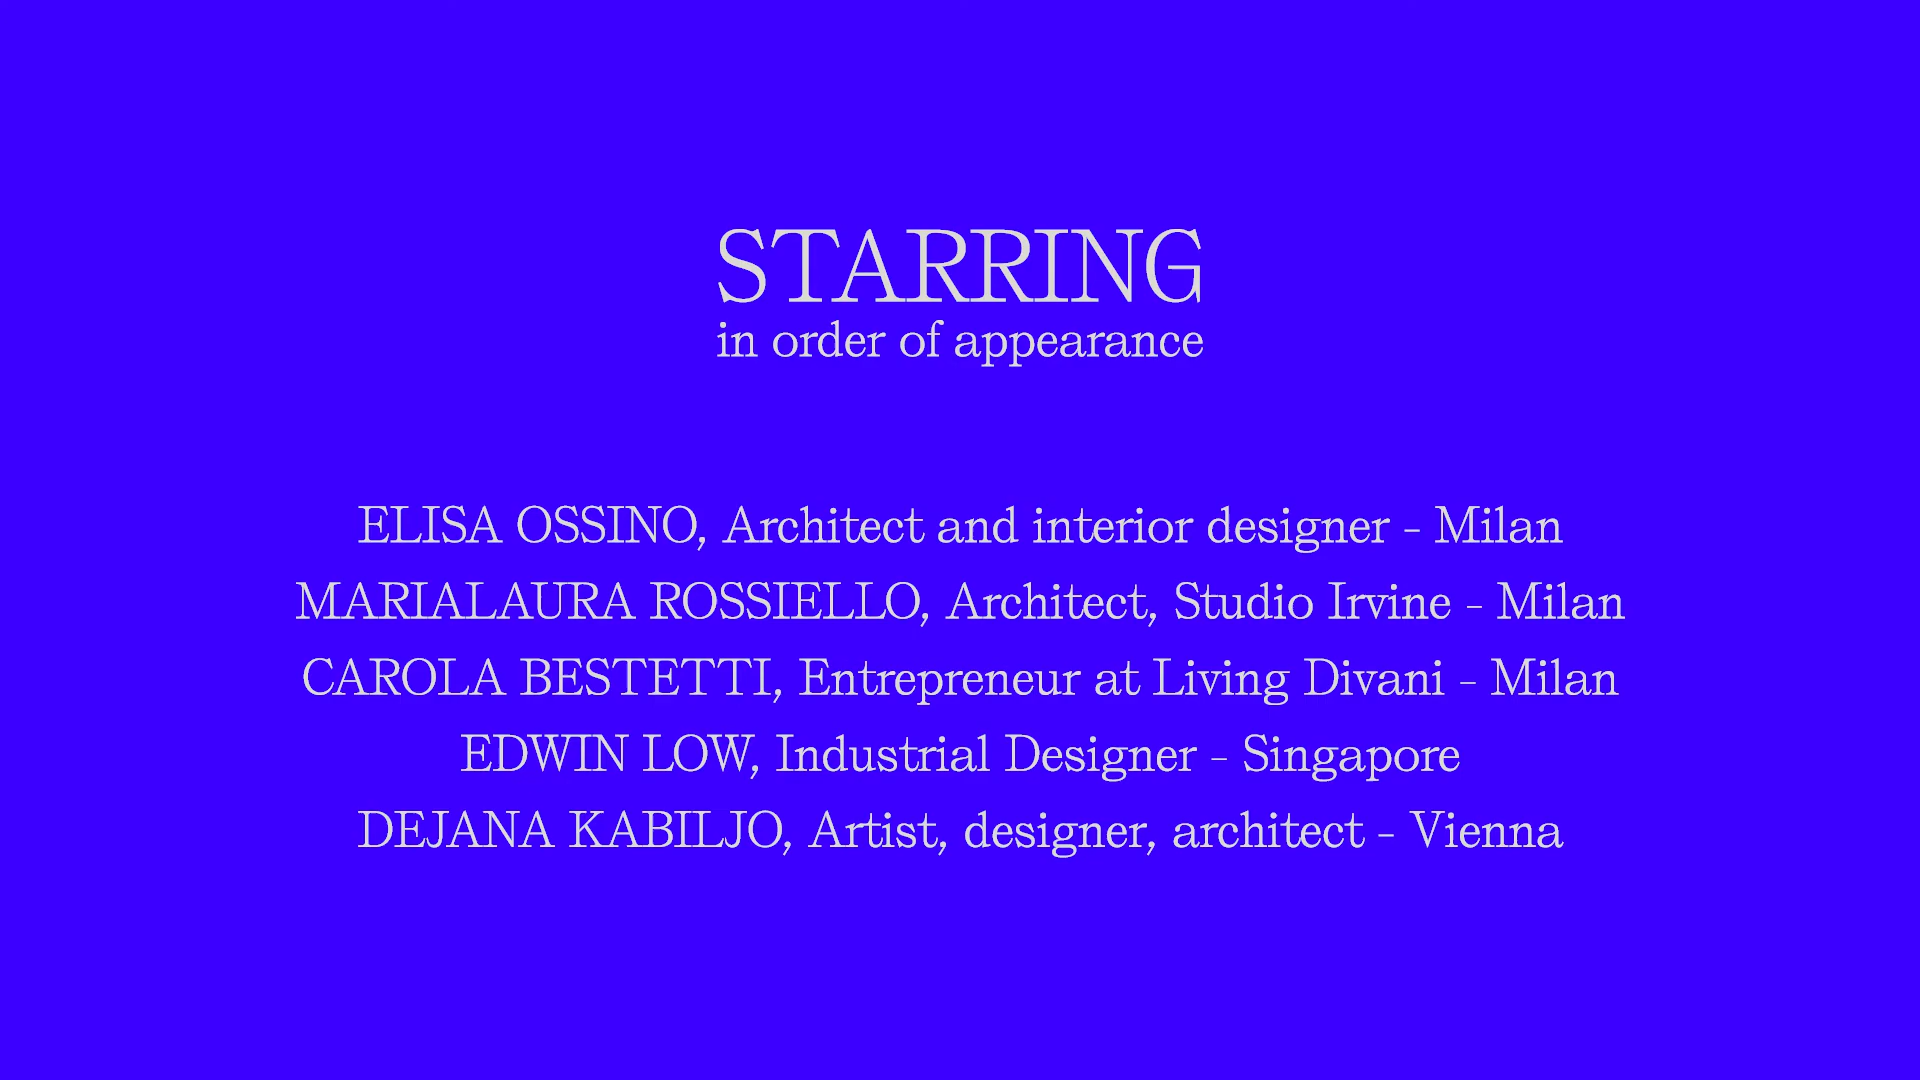 STARRING
in order of appearance
ELISA OSSINO, Architect and interior designer - Milan
MARIALAURA ROSSIELLO, Architect, Studio Irvine - Milan
CAROLA BESTETTI, Entrepreneur at Living Divani - Milan
EDWIN LOW, Industrial Designer - Singapore
DEJANA KABILJO, Artist, designer, architect - Vienna